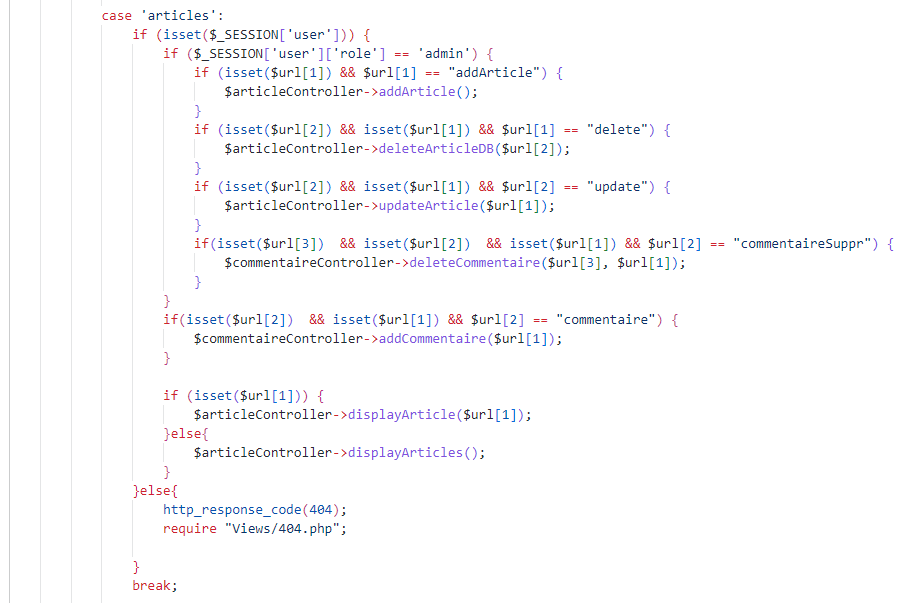 case 'articles':
if (isset($_SESSION['user'])) {
if ($_SESSION['user']['role'] == 'admin') {
if (isset($url[1]) && $url[1] == "addArticle") {
$articleController->addArticle();
}
if (isset($url[2]) && isset($url[1]) && $url[1] == "delete") {
$articleController->deleteArticleDB($url[2]);
}
if (isset($url[2]) && isset($url[1]) && $url[2] == "update") {
$articleController->updateArticle($url[1]);
}
if(isset($url[3])  && isset($url[2])  && isset($url[1]) && $url[2] == "commentaireSuppr") {
$commentaireController->deleteCommentaire($url[3], $url[1]);
}
}
if(isset($url[2])  && isset($url[1]) && $url[2] == "commentaire") {
$commentaireController->addCommentaire($url[1]);
}
if (isset($url[1])) {
$articleController->displayArticle($url[1]);
}else{
$articleController->displayArticles();
}
}else{
http_response_code(404);
require "Views/404.php";
}
break;